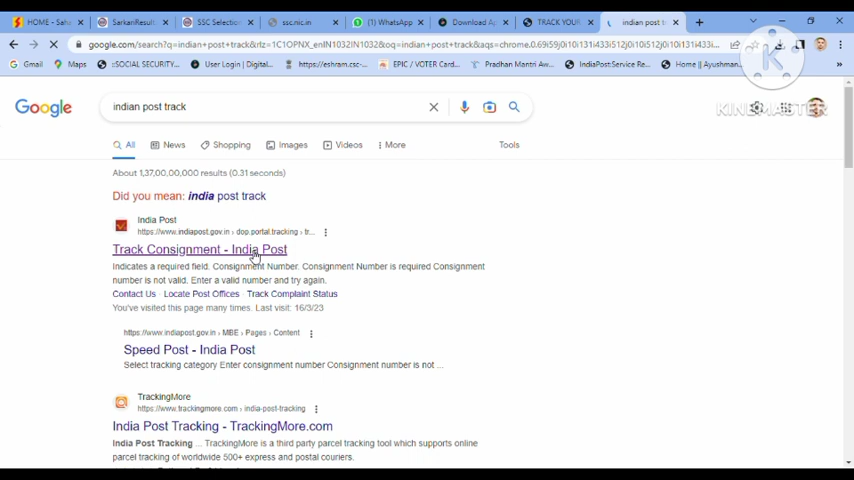 HOME - Saha
SarkariResult
SSC Selection
ssc.nic.in
(1) WhatsApp
Download Ap
TRACK YOUR
indian post t
google.com/search?q=indian+post+track&rlz=1C1OPNX_enIN1032IN1032&oq=indian+post+track&aqs=chrome.0.69i59j0i10i131i433i512j0i10i512j0i10i131i433...
Gmail
Maps
::SOCIAL SECURITY...
User Login | Digital...
https://eshram.csc-...
EPIC / VOTER Card...
Pradhan Mantri Aw...
IndiaPost:Service Re...
Home || Ayushman...
»
KINEMASTER
Google
indian post track
All
News
Shopping
Images
Videos
More
Tools
About 1,37,00,00,000 results (0.31 seconds)
Did you mean: india post track
India Post
https://www.indiapost.gov.in › dop.portal.tracking › tr...
Track Consignment - India Post
Indicates a required field. Consignment Number. Consignment Number is required Consignment
number is not valid. Enter a valid number and try again.
Contact Us · Locate Post Offices · Track Complaint Status
You've visited this page many times. Last visit: 16/3/23
https://www.indiapost.gov.in › MBE › Pages › Content
Speed Post - India Post
Select tracking category Enter consignment number Consignment number is not ...
TrackingMore
https://www.trackingmore.com › india-post-tracking
India Post Tracking - TrackingMore.com
India Post Tracking ... TrackingMore is a third party parcel tracking tool which supports online
parcel tracking of worldwide 500+ express and postal couriers.